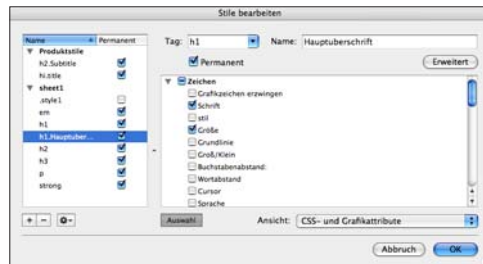 Stile bearbeiten
Name Permanent
Produktstile
h2.Subtitle
hi.title
sheet1
.style1
em
h1
h1.Hauptuber...
h2
h3
p
strong
Tag: h1 Name: Hauptuberschrift
Permanent
Erweitert
Zeichen
Grafikzeichen erzwingen
Schrift
stil
Größe
Grundlinie
Groß/Klein
Buchstabenabstand:
Wortabstand
Cursor
Sprache
Auswahl Ansicht: CSS- und Grafikattribute
Abbruch OK